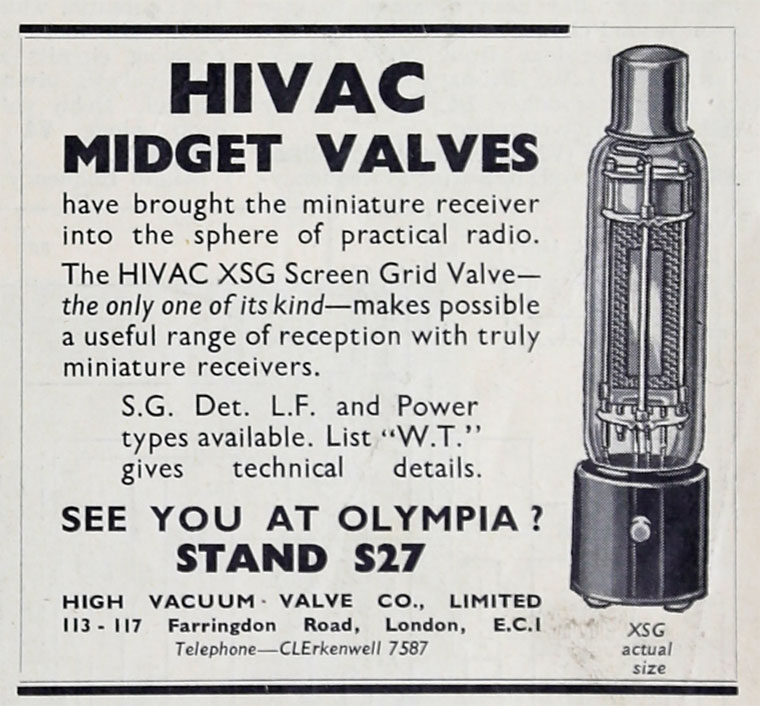 HIVAC
MIDGET VALVES
have brought the miniature receiver
into the sphere of practical radio.
The HIVAC XSG Screen Grid Valve—
the only one of its kind—makes possible
a useful range of reception with truly
miniature receivers.
S.G. Det. L.F. and Power
types available. List “W.T.”
gives technical details.
SEE YOU AT OLYMPIA ?
STAND S27
HIGH VACUUM VALVE CO., LIMITED
113 - 117 Farringdon Road, London, E.C.1
Telephone—CLErkenwell 7587
XSG
actual
size